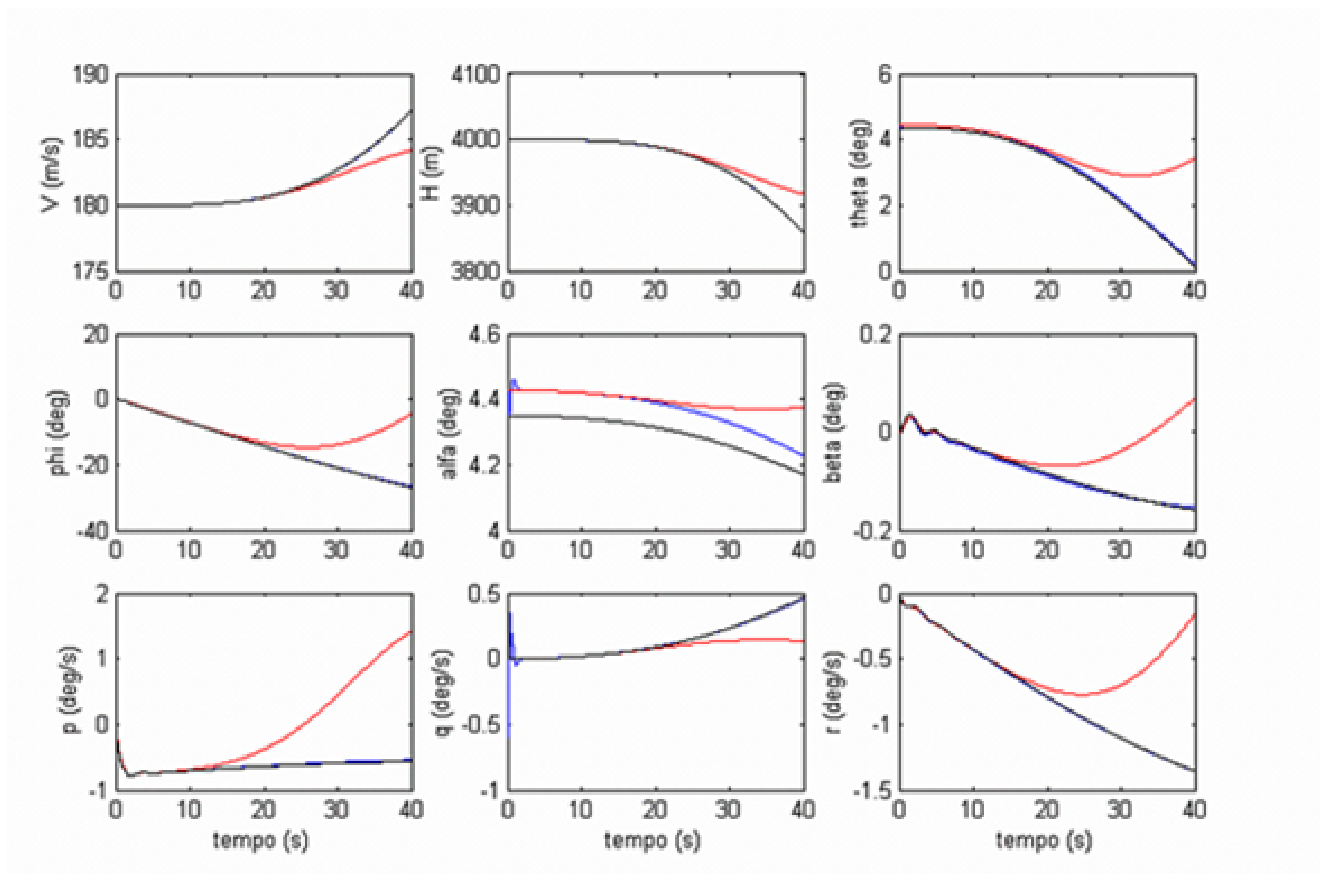 190
185
180
175
V (m/s)
0 10 20 30 40
4100
4000
3900
3800
H (m)
0 10 20 30 40
6
4
2
0
theta (deg)
0 10 20 30 40
20
0
-20
-40
phi (deg)
0 10 20 30 40
4.6
4.4
4.2
4
alfa (deg)
0 10 20 30 40
0.2
0
-0.2
beta (deg)
0 10 20 30 40
2
1
0
-1
p (deg/s)
0 10 20 30 40
tempo (s)
0.5
0
-0.5
-1
q (deg/s)
0 10 20 30 40
tempo (s)
0
-0.5
-1
-1.5
r (deg/s)
0 10 20 30 40
tempo (s)